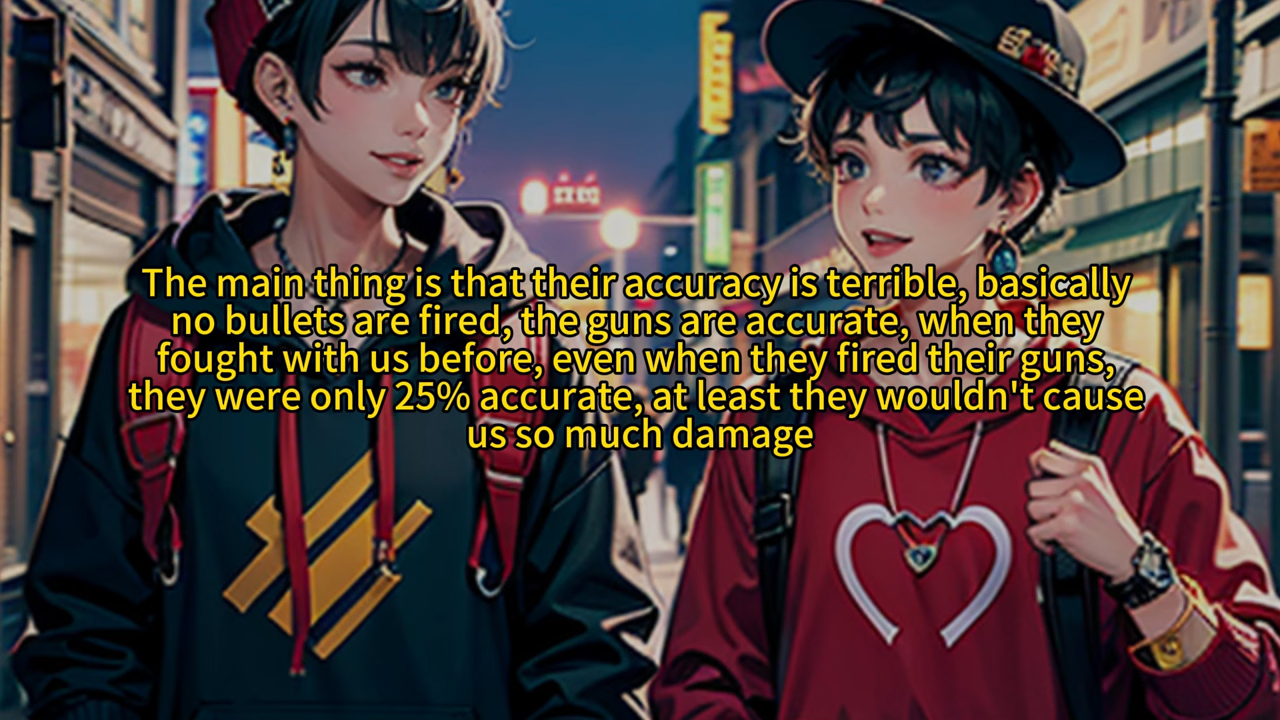 The main thing is that their accuracy is terrible, basically
no bullets are fired, the guns are accurate, when they
fought with us before, even when they fired their guns,
they were only 25% accurate, at least they wouldn't cause
us so much damage